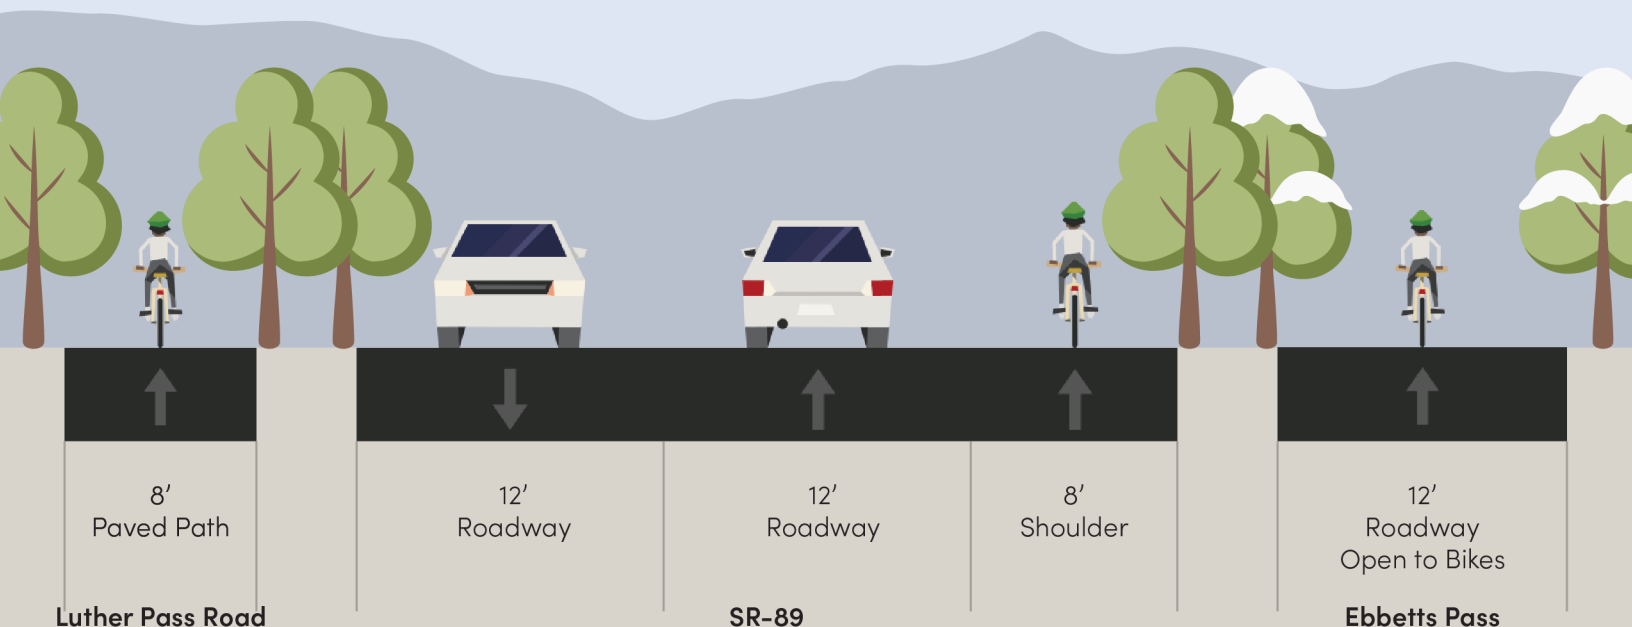 8’
Paved Path
12’
Roadway
12’
Roadway
8’
Shoulder
12’
Roadway
Open to Bikes
Luther Pass Road
SR-89
Ebbetts Pass